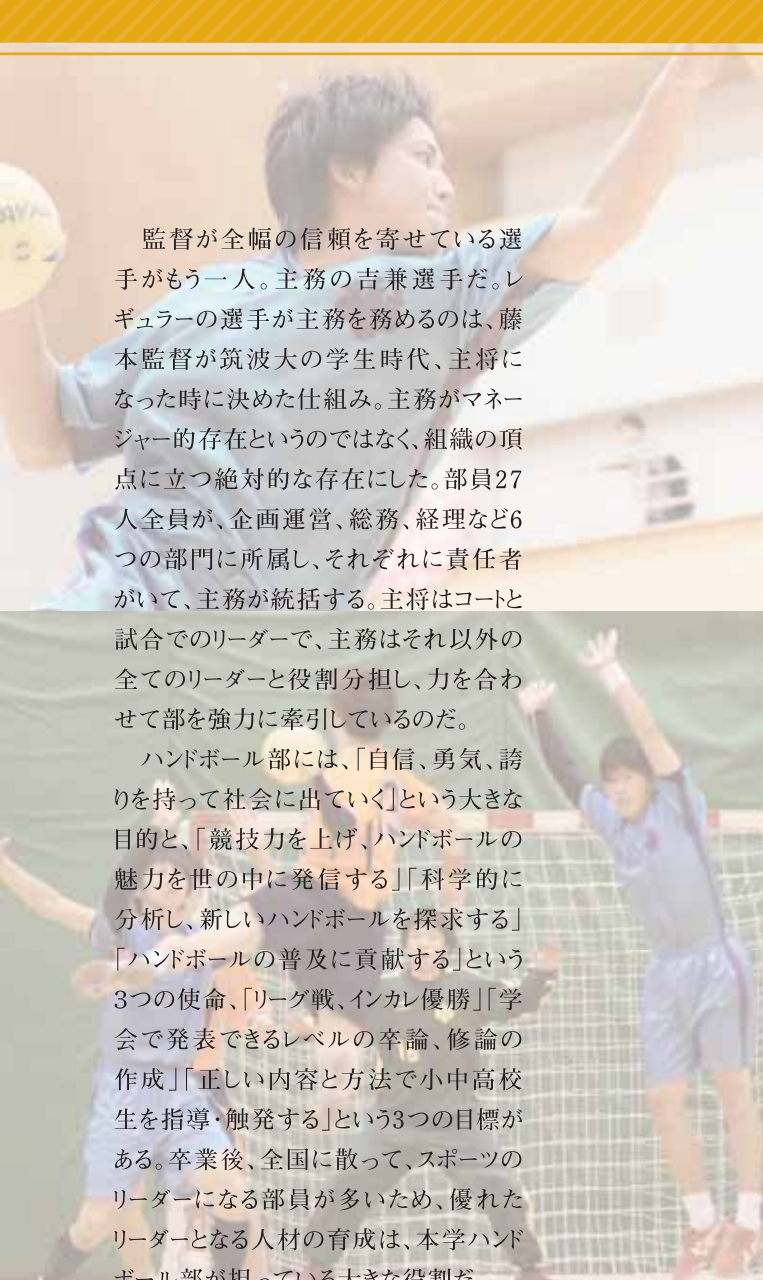 監督が全幅の信頼を寄せている選
手がもう一人。主務の吉兼選手だ。レ
ギュラーの選手が主務を務めるのは、藤
本監督が筑波大の学生時代、主将に
なった時に決めた仕組み。主務がマネー
ジャー的存在というのではなく、組織の頂
点に立つ絶対的な存在にした。部員27
人全員が、企画運営、総務、経理など6
つの部門に所属し、それぞれに責任者
がいて、主務が統括する。主将はコートと
試合でのリーダーで、主務はそれ以外の
全てのリーダーと役割分担し、力を合わ
せて部を強力に牽引しているのだ。
ハンドボール部には、「自信、勇気、誇
りを持って社会に出ていく」という大きな
目的と、「競技力を上げ、ハンドボールの
魅力を世の中に発信する」「科学的に
分析し、新しいハンドボールを探求する」
「ハンドボールの普及に貢献する」という
3つの使命、「リーグ戦、インカレ優勝」「学
会で発表できるレベルの卒論、修論の
作成」「正しい内容と方法で小中高校
生を指導・触発する」という3つの目標が
ある。卒業後、全国に散って、スポーツの
リーダーになる部員が多いため、優れた
リーダーとなる人材の育成は、本学ハンド
ボール部が担っている大きな役割だ